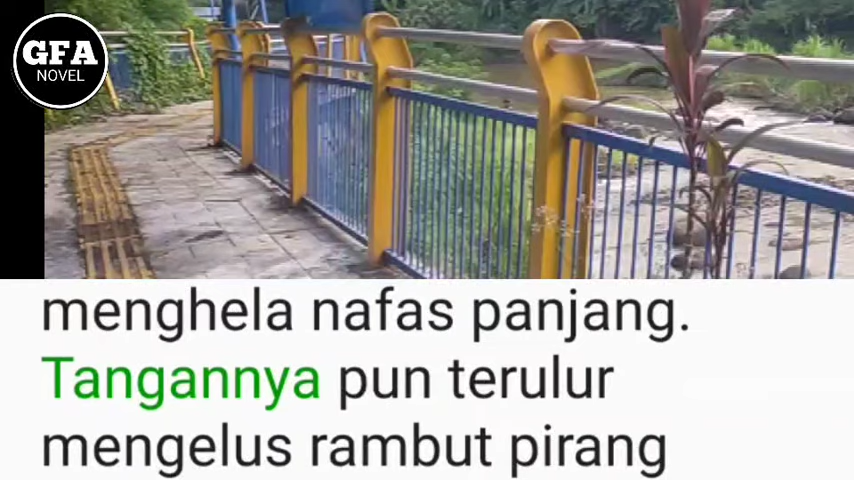 GFA
NOVEL
menghela nafas panjang.
Tangannya pun terulur
mengelus rambut pirang